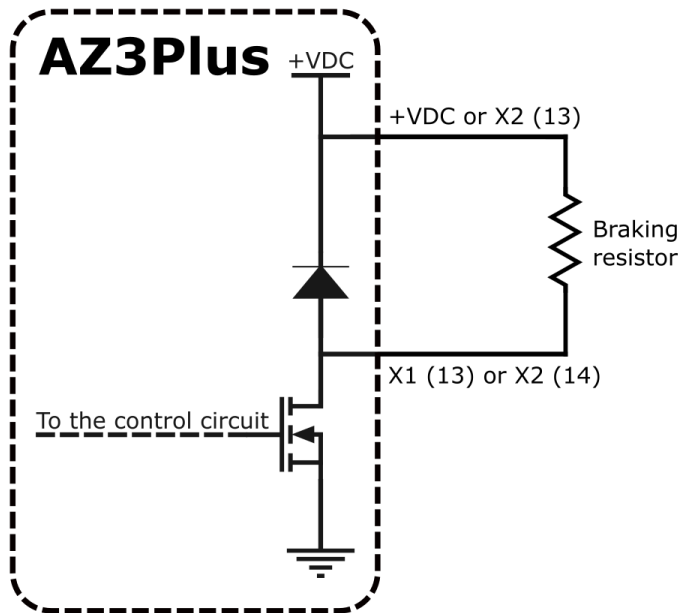 AZ3Plus
+VDC
+VDC or X2 (13)
Braking
resistor
X1 (13) or X2 (14)
To the control circuit